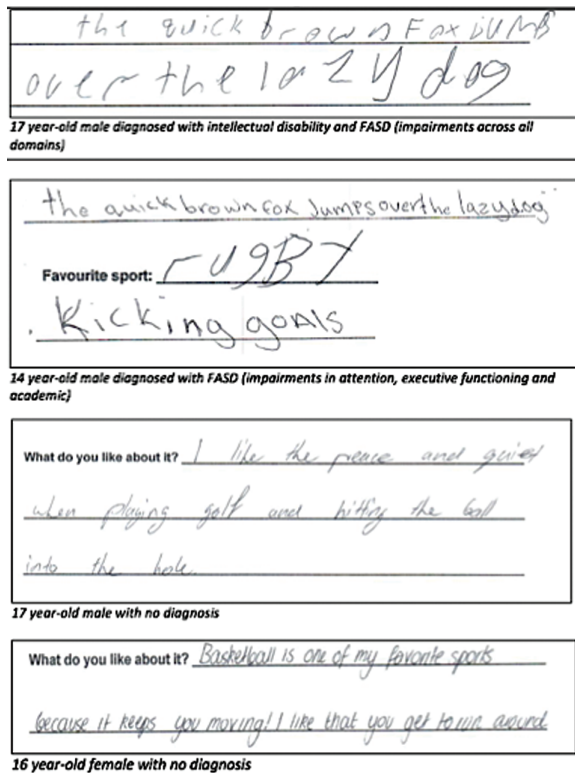 the quick brown Fox JUMB
over the lazy dog
17 year-old male diagnosed with intellectual disability and FASD (impairments across all
domains)
the quick brown fox Jumps over the lazy dog
Favourite sport: rugBy
Kicking goals
14 year-old male diagnosed with FASD (impairments in attention, executive functioning and
academic)
What do you like about it? I like the peace and quiet
when playing golf and hitting the ball
into the hole.
17 year-old male with no diagnosis
What do you like about it? Basketball is one of my favorite sports
because it keeps you moving! I like that you get to run around
16 year-old female with no diagnosis